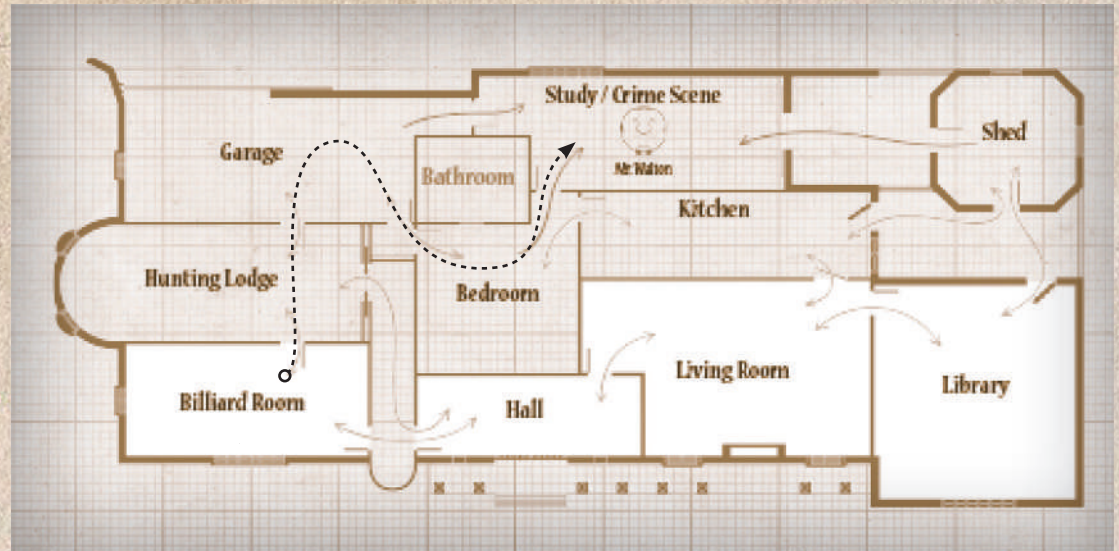 Study / Crime Scene
Shed
Garage
Bathroom
Mr. Walton
Kitchen
Hunting Lodge
Bedroom
Living Room
Library
Billiard Room
Hall